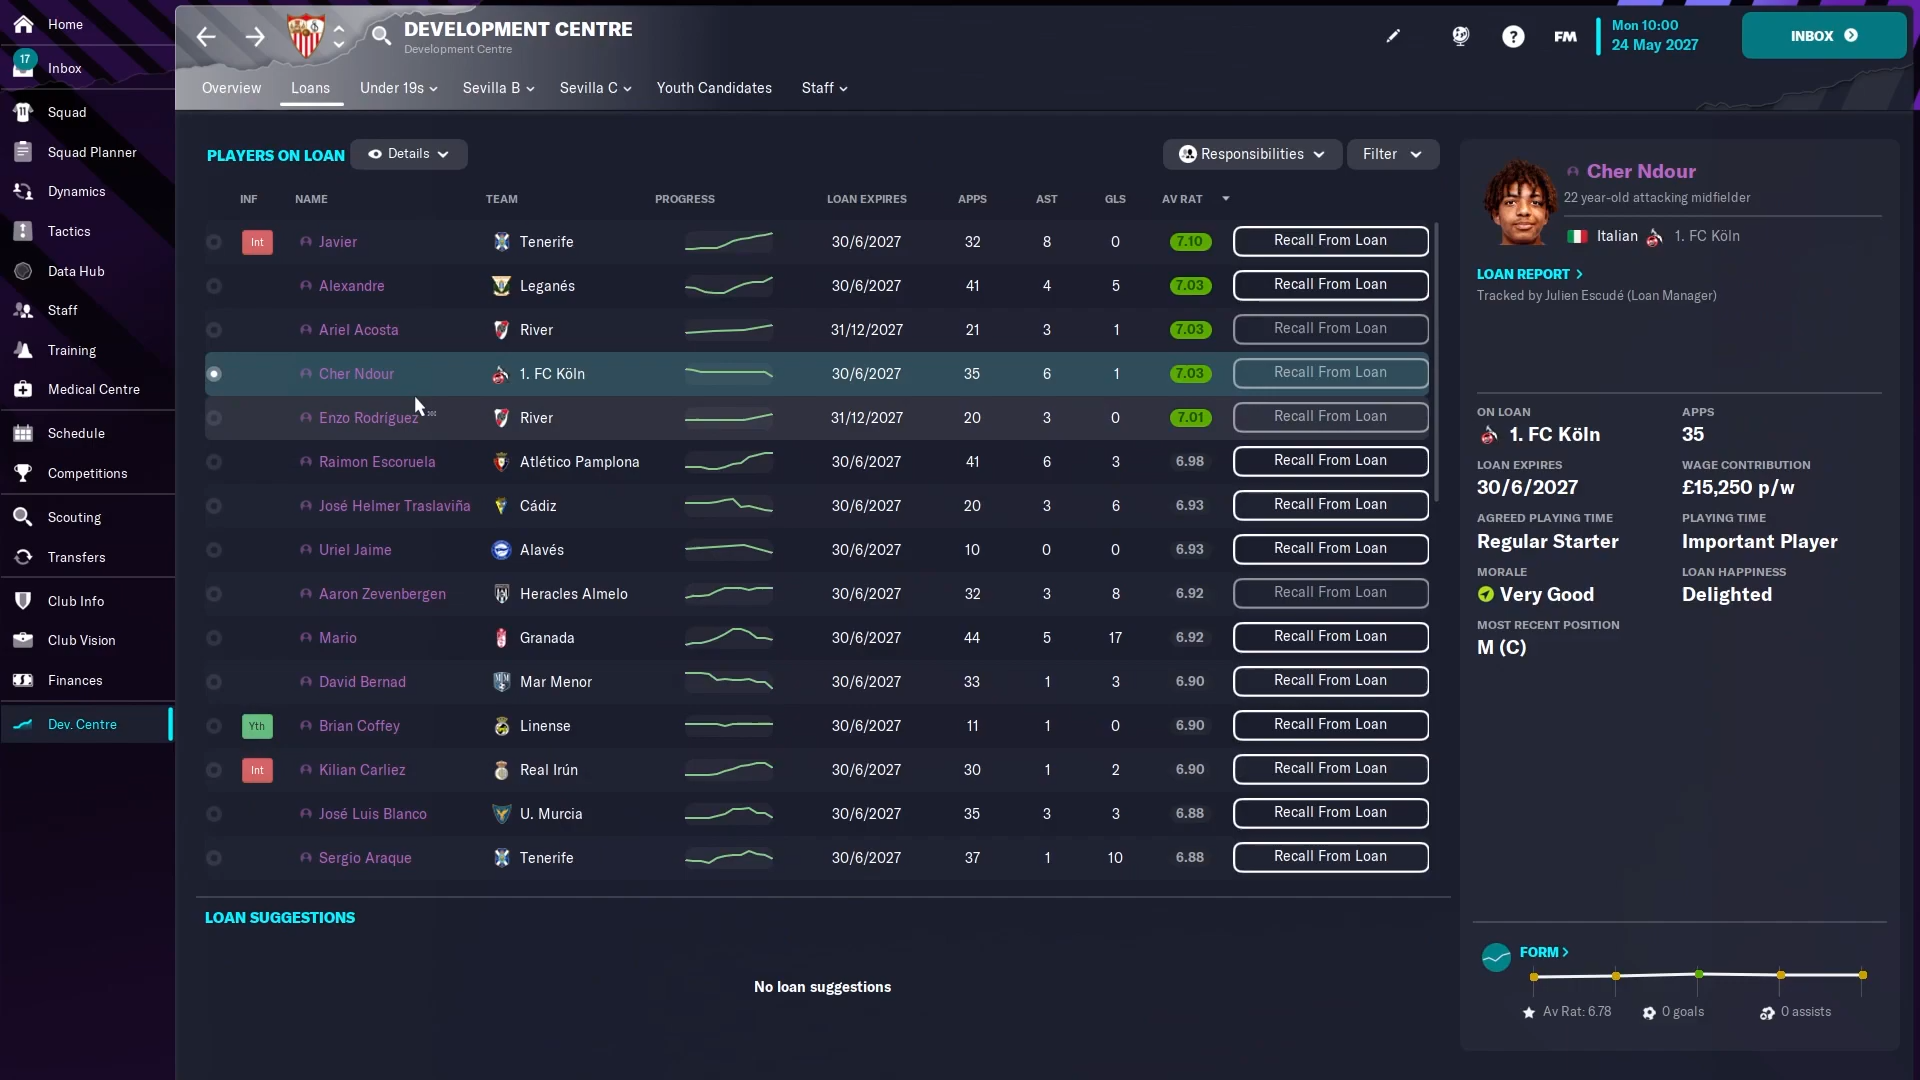 Home
17
Inbox
Squad
Squad Planner
Dynamics
Tactics
Data Hub
Staff
Training
Medical Centre
Schedule
Competitions
Scouting
Transfers
Club Info
Club Vision
Finances
Dev. Centre
DEVELOPMENT CENTRE
Development Centre
FM
Mon 10:00
24 May 2027
INBOX
Overview Loans Under 19s Sevilla B Sevilla C Youth Candidates Staff
PLAYERS ON LOAN Details Responsibilities Filter
INF NAME TEAM PROGRESS LOAN EXPIRES APPS AST GLS AV RAT
Int Javier Tenerife 30/6/2027 32 8 0 7.10 Recall From Loan
Alexandre Leganés 30/6/2027 41 4 5 7.03 Recall From Loan
Ariel Acosta River 31/12/2027 21 3 1 7.03 Recall From Loan
Cher Ndour 1. FC Köln 30/6/2027 35 6 1 7.03 Recall From Loan
Enzo Rodríguez River 31/12/2027 20 3 0 7.01 Recall From Loan
Raimon Escoruela Atlético Pamplona 30/6/2027 41 6 3 6.98 Recall From Loan
José Helmer Traslaviña Cádiz 30/6/2027 20 3 6 6.93 Recall From Loan
Uriel Jaime Alavés 30/6/2027 10 0 0 6.93 Recall From Loan
Aaron Zevenbergen Heracles Almelo 30/6/2027 32 3 8 6.92 Recall From Loan
Mario Granada 30/6/2027 44 5 17 6.92 Recall From Loan
David Bernad Mar Menor 30/6/2027 33 1 3 6.90 Recall From Loan
Yth Brian Coffey Linense 30/6/2027 11 1 0 6.90 Recall From Loan
Int Kilian Carliez Real Irún 30/6/2027 30 1 2 6.90 Recall From Loan
José Luis Blanco U. Murcia 30/6/2027 35 3 3 6.88 Recall From Loan
Sergio Araque Tenerife 30/6/2027 37 1 10 6.88 Recall From Loan
LOAN SUGGESTIONS
No loan suggestions
Cher Ndour
22 year-old attacking midfielder
Italian 1. FC Köln
LOAN REPORT >
Tracked by Julien Escudé (Loan Manager)
ON LOAN APPS
1. FC Köln 35
LOAN EXPIRES WAGE CONTRIBUTION
30/6/2027 £15,250 p/w
AGREED PLAYING TIME PLAYING TIME
Regular Starter Important Player
MORALE LOAN HAPPINESS
Very Good Delighted
MOST RECENT POSITION
M (C)
FORM >
Av Rat: 6.78 0 goals 0 assists